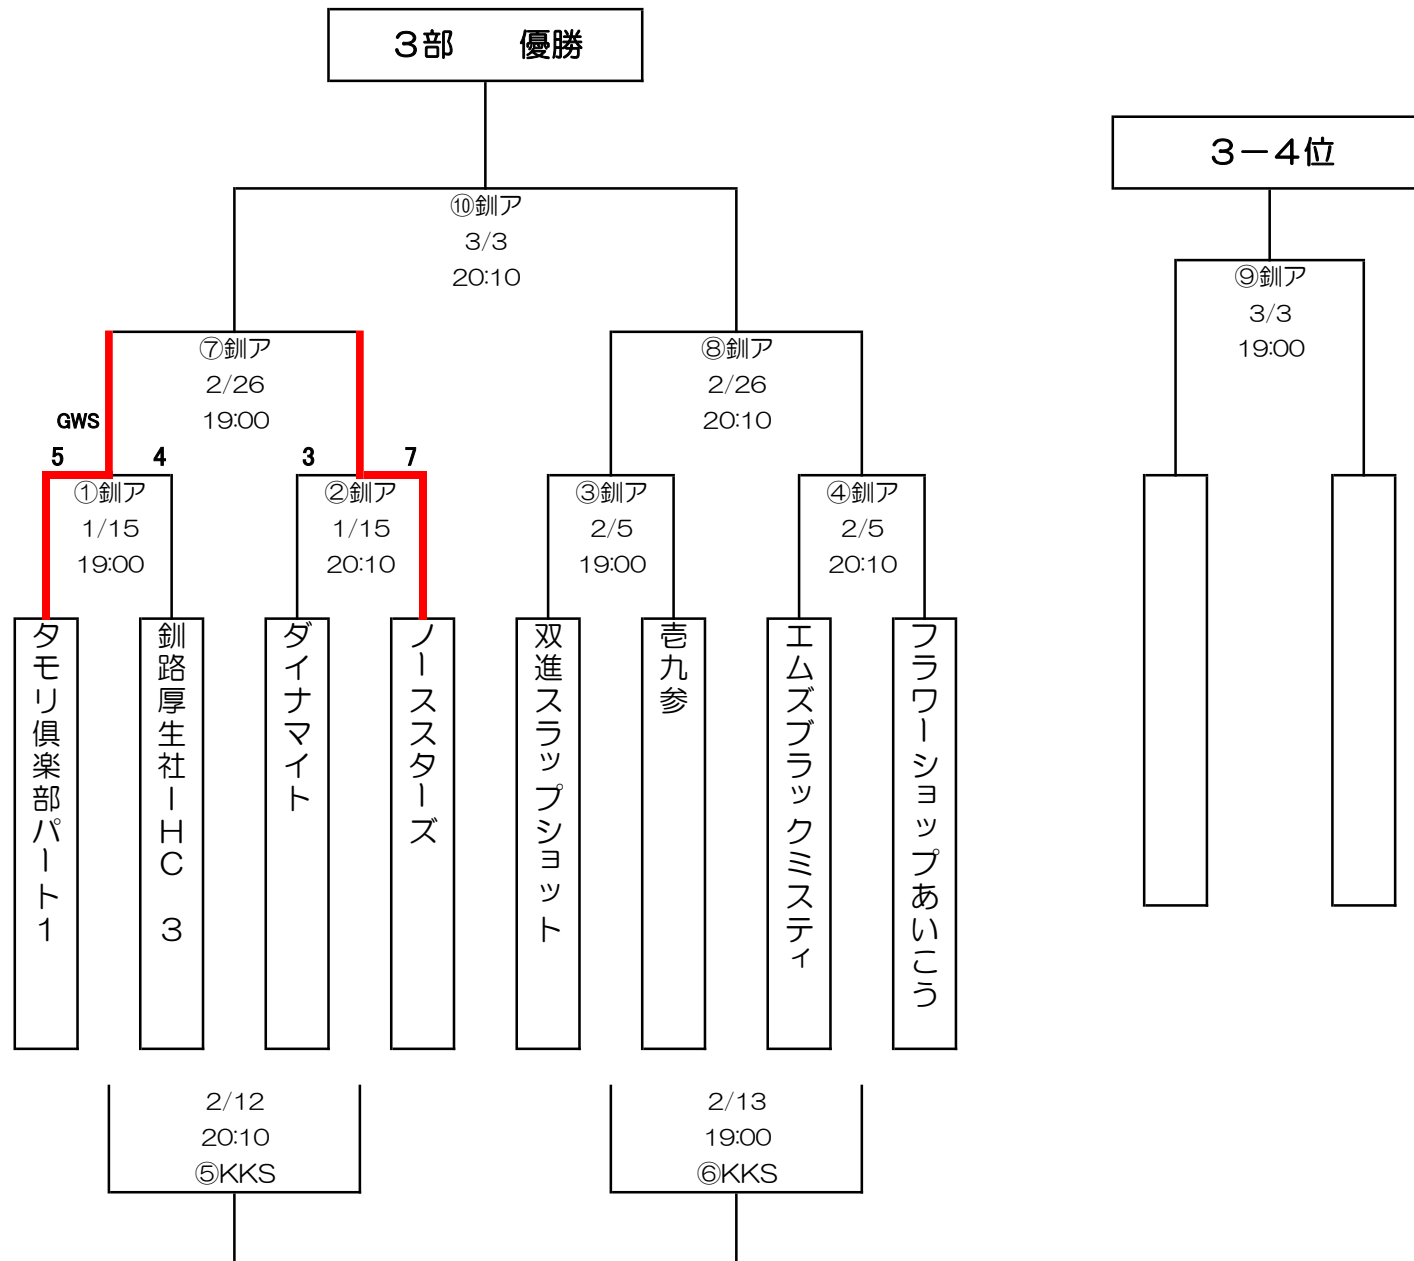 ３部　優勝
３－４位
⑩釧ア
3/3
20:10
⑨釧ア
3/3
19:00
⑦釧ア
2/26
19:00
⑧釧ア
2/26
20:10
GWS
5
4
3
7
①釧ア
1/15
19:00
②釧ア
1/15
20:10
③釧ア
2/5
19:00
④釧ア
2/5
20:10
タモリ倶楽部パート１
釧路厚生社ＩＨＣ　３
ダイナマイト
ノーススターズ
双進スラップショット
壱九参
エムズブラックミスティ
フラワーショップあいこう
2/12
20:10
⑤KKS
2/13
19:00
⑥KKS